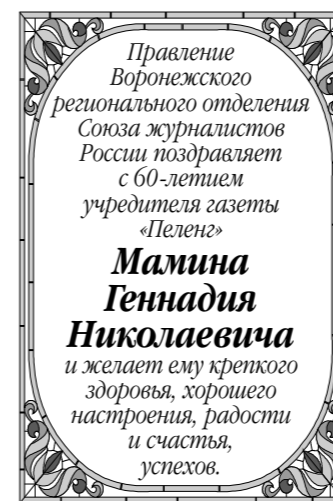 Правление
Воронежского
регионального отделения
Союза журналистов
России поздравляет
с 60-летием
учредителя газеты
«Пеленг»
Мамина
Геннадия
Николаевича
и желает ему крепкого
здоровья, хорошего
настроения, радости
и счастья,
успехов.